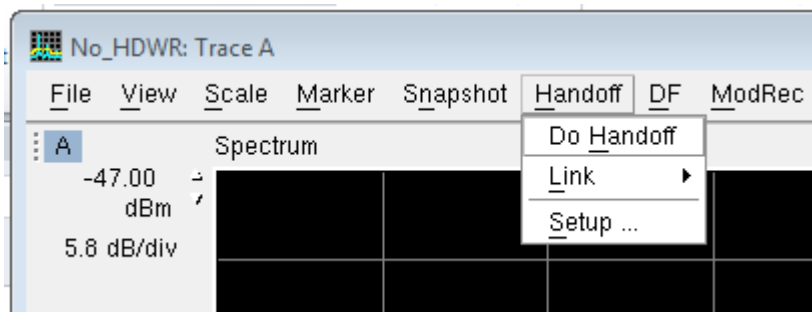 No_HDWR: Trace A
File View Scale Marker Snapshot Handoff DF ModRec
A Spectrum Do Handoff
-47.00 Link
dBm
5.8 dB/div Setup ...